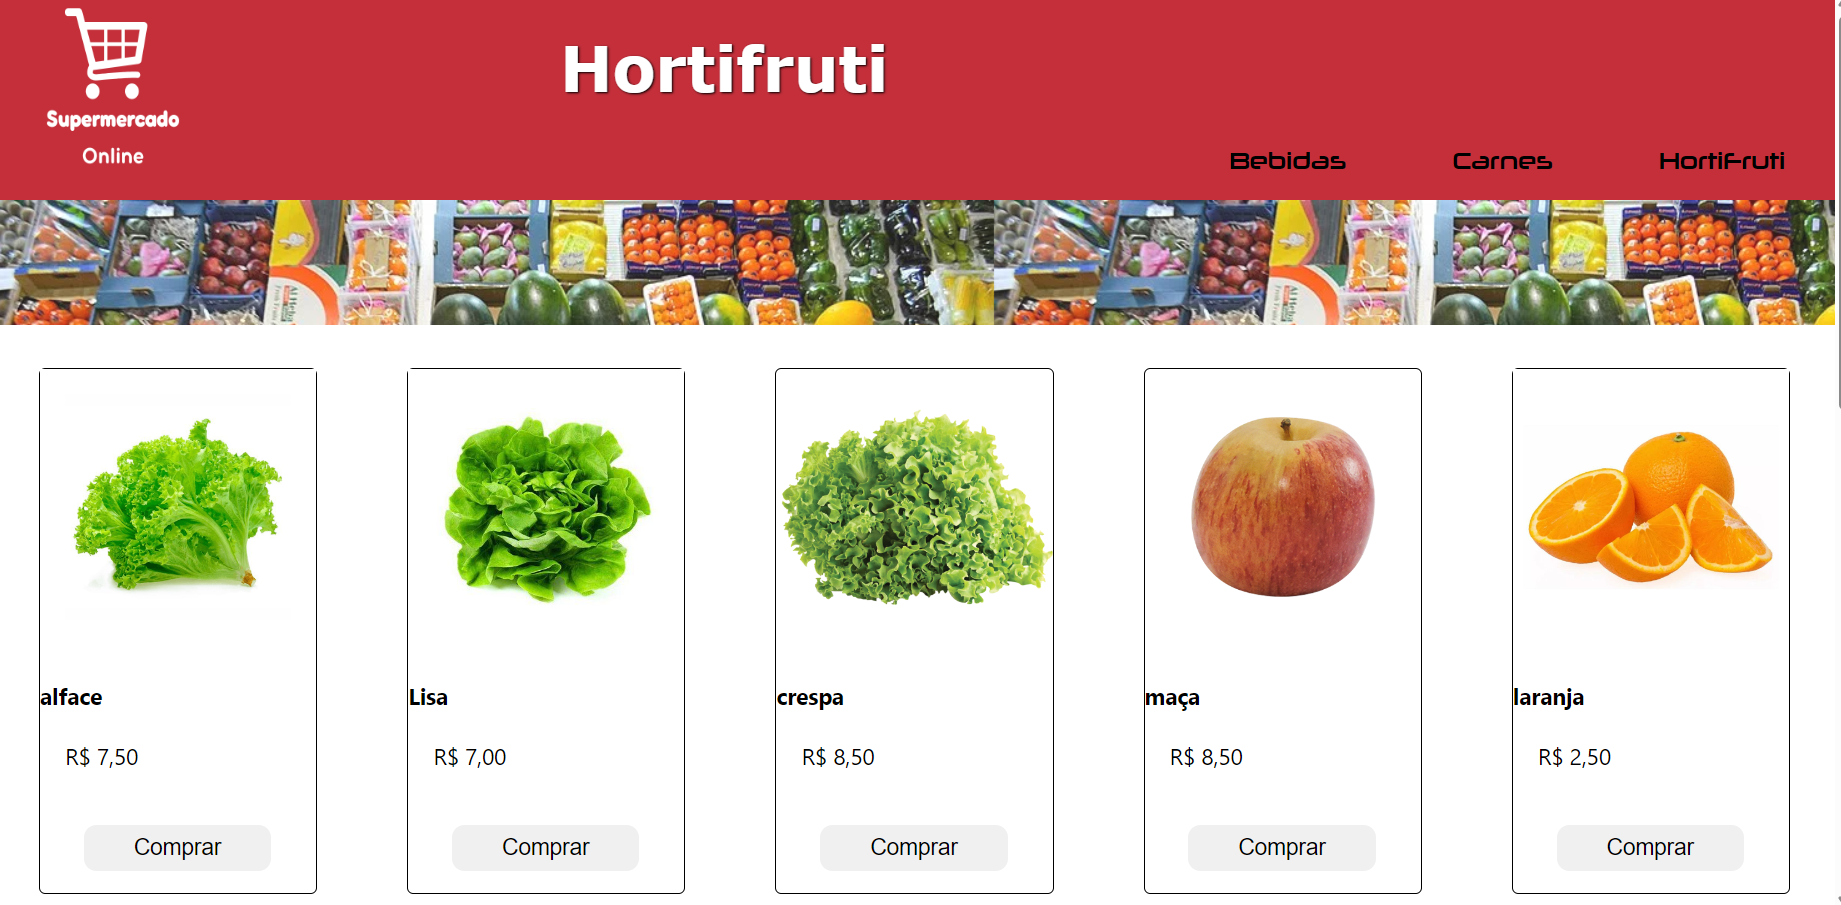 Supermercado
Online
Hortifruti
Bebidas
Carnes
HortiFruti
alface
R$ 7,50
Comprar
Lisa
R$ 7,00
Comprar
crespa
R$ 8,50
Comprar
maça
R$ 8,50
Comprar
laranja
R$ 2,50
Comprar